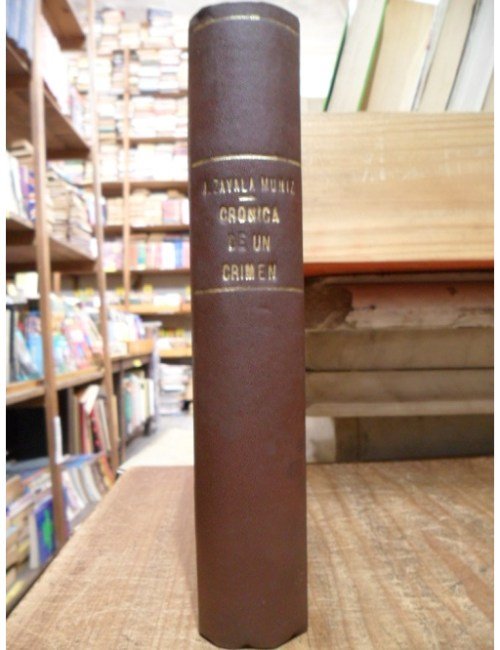 J. ZAVALA MUNIZ
CRONICA
DE UN
CRIMEN